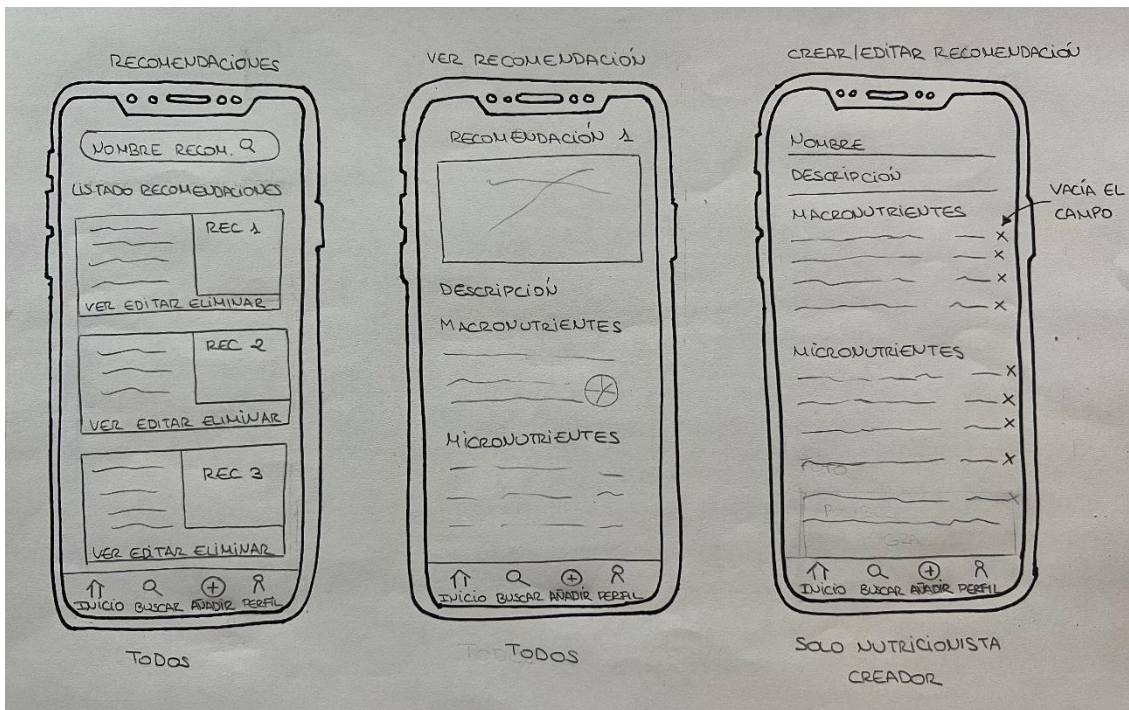 RECOMENDACIONES
NOMBRE RECOM.
LISTADO RECOMENDACIONES
REC 1
VER EDITAR ELIMINAR
REC 2
VER EDITAR ELIMINAR
REC 3
VER EDITAR ELIMINAR
INICIO BUSCAR AÑADIR PERFIL
TODOS
VER RECOMENDACIÓN
RECOMENDACIÓN 1
DESCRIPCIÓN
MACRONUTRIENTES
MICRONUTRIENTES
INICIO BUSCAR AÑADIR PERFIL
TODOS
CREAR/EDITAR RECOMENDACIÓN
NOMBRE
DESCRIPCIÓN
MACRONUTRIENTES
VACÍA EL
CAMPO
MICRONUTRIENTES
INICIO BUSCAR AÑADIR PERFIL
SOLO NUTRICIONISTA
CREADOR